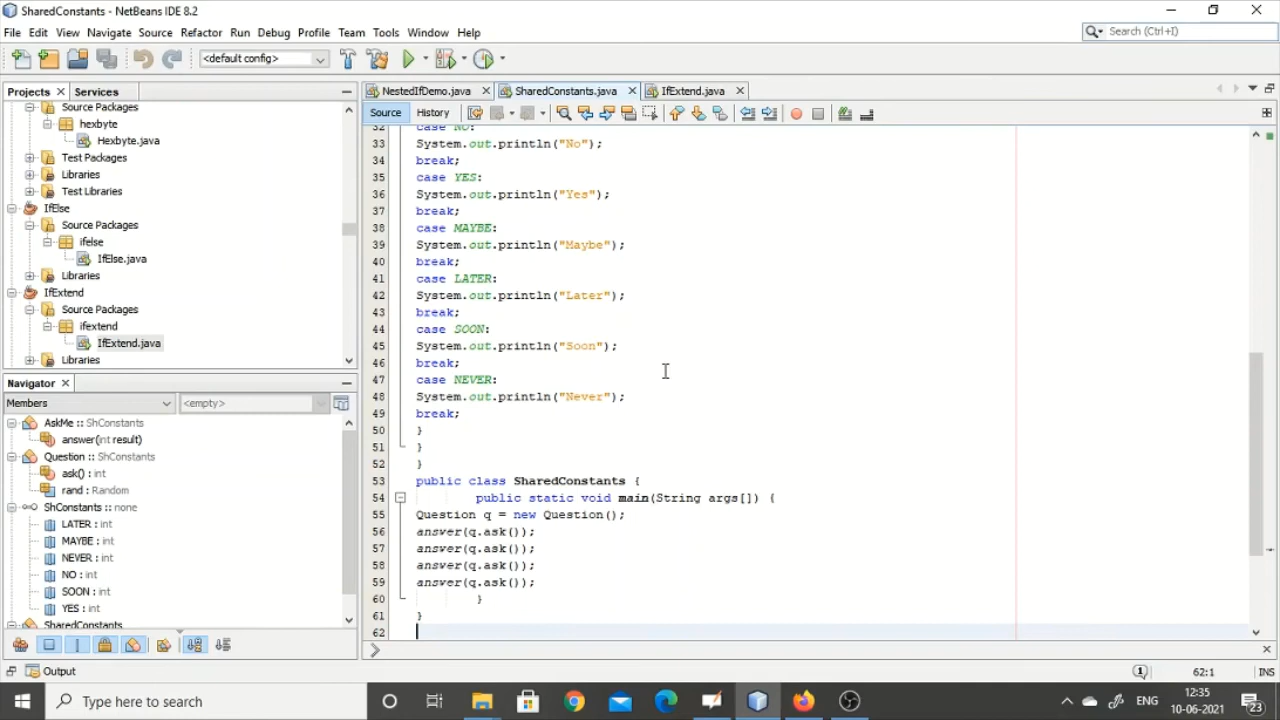 SharedConstants - NetBeans IDE 8.2
File Edit View Navigate Source Refactor Run Debug Profile Team Tools Window Help
Search (Ctrl+I)
<default config>
Projects Services
Source Packages
hexbyte
Hexbyte.java
Test Packages
Libraries
Test Libraries
IfElse
Source Packages
ifelse
IfElse.java
Libraries
IfExtend
Source Packages
ifextend
IfExtend.java
Libraries
Navigator
Members <empty>
AskMe :: ShConstants
answer(int result)
Question :: ShConstants
ask() : int
rand : Random
ShConstants :: none
LATER : int
MAYBE : int
NEVER : int
NO : int
SOON : int
YES : int
SharedConstants
NestedIfDemo.java SharedConstants.java IfExtend.java
Source History
32 case NO:
33 System.out.println("No");
34 break;
35 case YES:
36 System.out.println("Yes");
37 break;
38 case MAYBE:
39 System.out.println("Maybe");
40 break;
41 case LATER:
42 System.out.println("Later");
43 break;
44 case SOON:
45 System.out.println("Soon");
46 break;
47 case NEVER:
48 System.out.println("Never");
49 break;
50 }
51 }
52 }
53 public class SharedConstants {
54 public static void main(String args[]) {
55 Question q = new Question();
56 answer(q.ask());
57 answer(q.ask());
58 answer(q.ask());
59 answer(q.ask());
60 }
61 }
62
Output
1 62:1 INS
Type here to search
ENG
12:35
10-06-2021
23